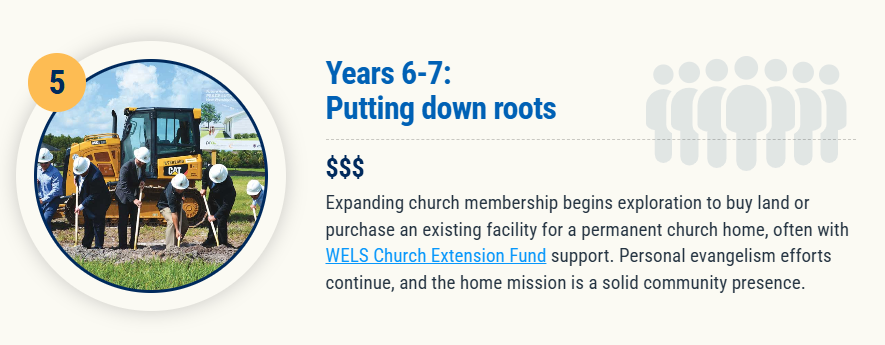 5
Years 6-7:
Putting down roots
$$$
Expanding church membership begins exploration to buy land or
purchase an existing facility for a permanent church home, often with
WELS Church Extension Fund support. Personal evangelism efforts
continue, and the home mission is a solid community presence.
CAT